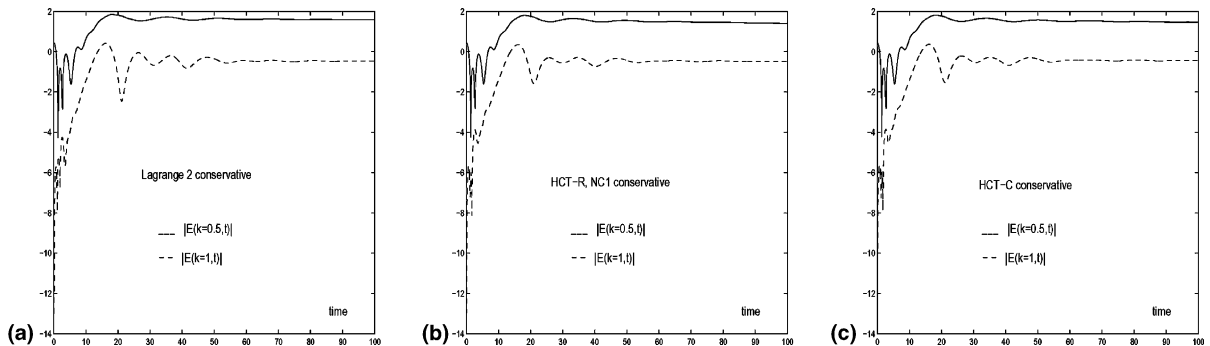 2
0
−2
−4
−6
−8
−10
−12
−14
0 10 20 30 40 50 60 70 80 90 100
Lagrange 2 conservative
|E(k=0.5,t)|
|E(k=1,t)|
time
(a)
2
0
−2
−4
−6
−8
−10
−12
−14
0 10 20 30 40 50 60 70 80 90 100
HCT−R, NC1 conservative
|E(k=0.5,t)|
|E(k=1,t)|
time
(b)
2
0
−2
−4
−6
−8
−10
−12
−14
0 10 20 30 40 50 60 70 80 90 100
HCT−C conservative
|E(k=0.5,t)|
|E(k=1,t)|
time
(c)